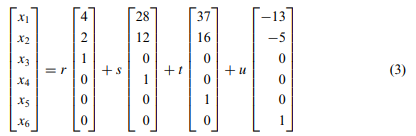 x1 4 28 37 −13
x2 2 12 16 −5
x3 = r 1 + s 0 + t 0 + u 0 (3)
x4 0 1 0 0
x5 0 0 1 0
x6 0 0 0 1